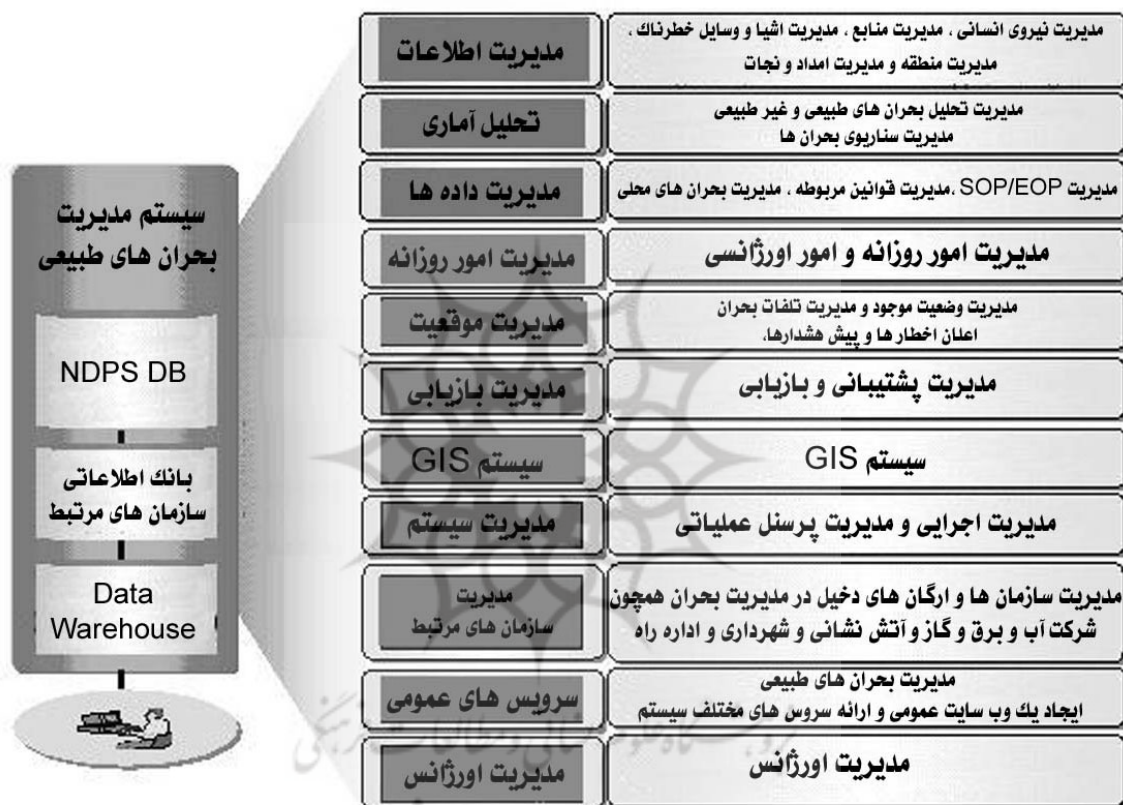 سیستم مدیریت
بحران های طبیعی
NDPS DB
بانك اطلاعاتی
سازمان های مرتبط
Data
Warehouse
مدیریت اطلاعات
مدیریت نیروی انسانی ، مدیریت منابع ، مدیریت اشیا و وسایل خطرناك ،
مدیریت منطقه و مدیریت امداد و نجات
تحلیل آماری
مدیریت تحلیل بحران های طبیعی و غیر طبیعی
مدیریت سناریوی بحران ها
مدیریت داده ها
مدیریت SOP/EOP ،مدیریت قوانین مربوطه ، مدیریت بحران های محلی
مدیریت امور روزانه
مدیریت امور روزانه و امور اورژانسی
مدیریت موقعیت
مدیریت وضعیت موجود و مدیریت تلفات بحران
اعلان اخطار ها و پیش هشدارها،
مدیریت بازیابی
مدیریت پشتیبانی و بازیابی
سیستم GIS
سیستم GIS
مدیریت سیستم
مدیریت اجرایی و مدیریت پرسنل عملیاتی
مدیریت
سازمان های مرتبط
مدیریت سازمان ها و ارگان های دخیل در مدیریت بحران همچون
شركت آب و برق و گاز و آتش نشانی و شهرداری و اداره راه
سرویس های عمومی
مدیریت بحران های طبیعی
ایجاد یك وب سایت عمومی و ارائه سروس های مختلف سیستم
مدیریت اورژانس
مدیریت اورژانس